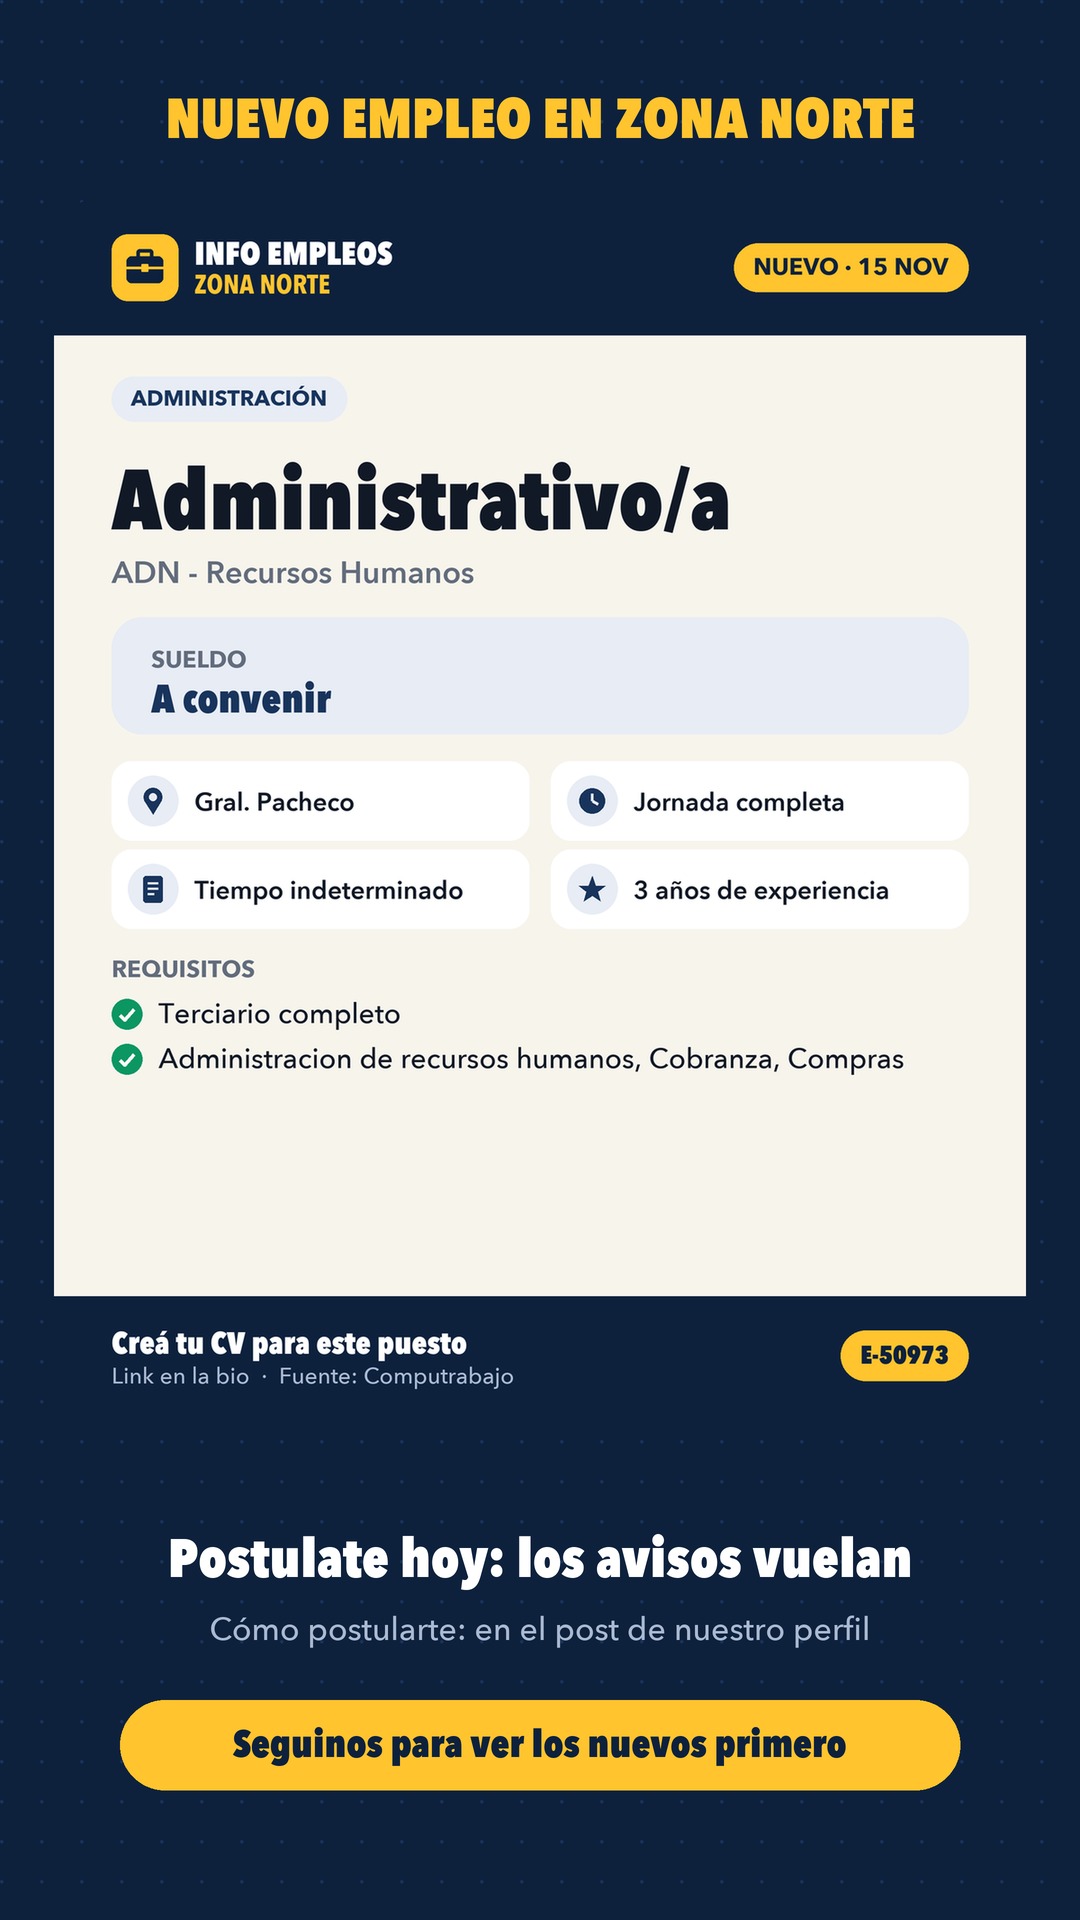 NUEVO EMPLEO EN ZONA NORTE
INFO EMPLEOS
ZONA NORTE
NUEVO · 15 NOV
ADMINISTRACIÓN
Administrativo/a
ADN - Recursos Humanos
SUELDO
A convenir
Gral. Pacheco
Jornada completa
Tiempo indeterminado
3 años de experiencia
REQUISITOS
Terciario completo
Administracion de recursos humanos, Cobranza, Compras
Creá tu CV para este puesto
Link en la bio · Fuente: Computrabajo
E-50973
Postulate hoy: los avisos vuelan
Cómo postularte: en el post de nuestro perfil
Seguinos para ver los nuevos primero